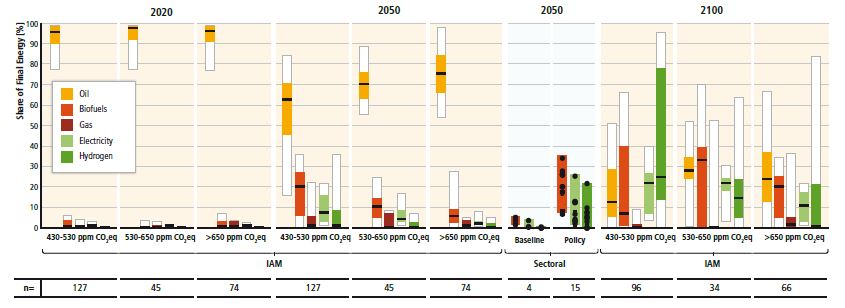 2020 2050 2050 2100
Share of Final Energy (%)
100
90
80
70
60
50
40
30
20
10
0
Oil
Biofuels
Gas
Electricity
Hydrogen
430-530 ppm CO₂eq 530-650 ppm CO₂eq >650 ppm CO₂eq 430-530 ppm CO₂eq 530-650 ppm CO₂eq >650 ppm CO₂eq Baseline Policy 430-530 ppm CO₂eq 530-650 ppm CO₂eq >650 ppm CO₂eq
IAM Sectoral IAM
n= 127 45 74 127 45 74 4 15 96 34 66